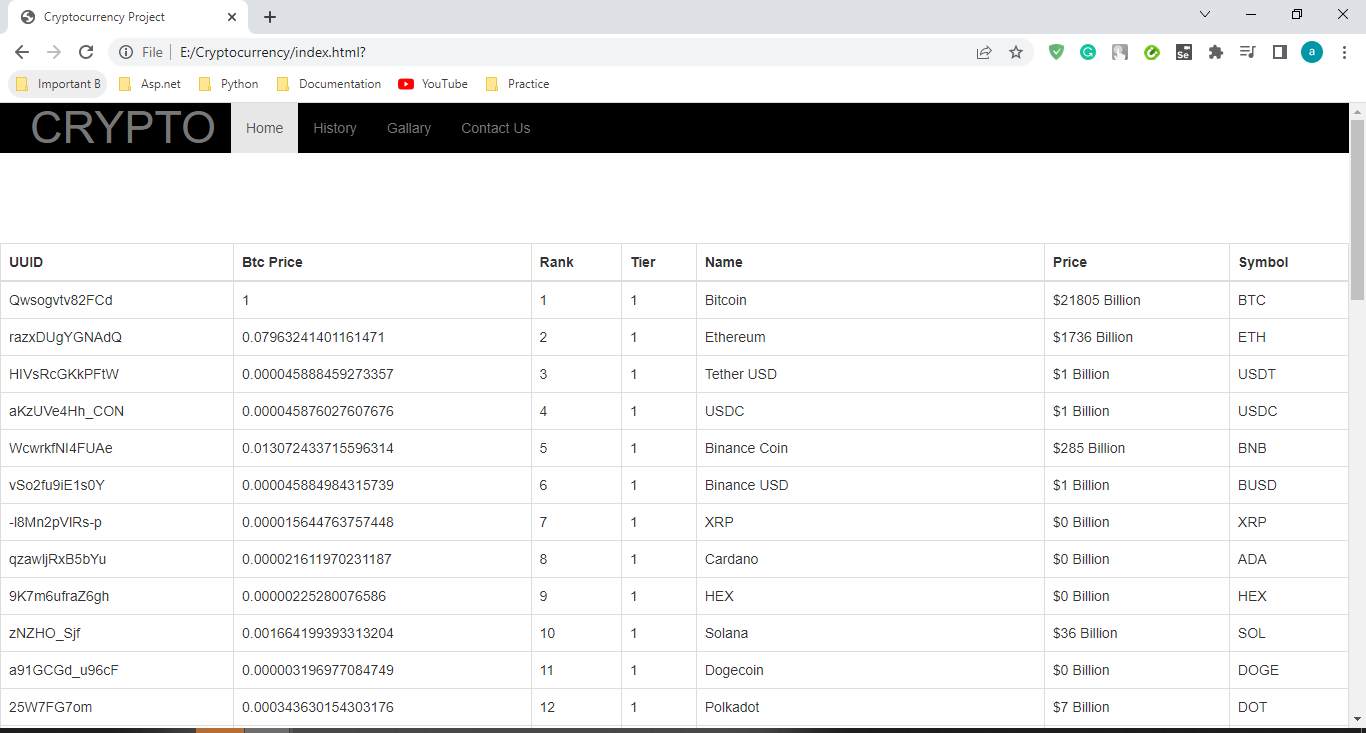 Cryptocurrency Project
File E:/Cryptocurrency/index.html?
Important B Asp.net Python Documentation YouTube Practice
CRYPTO Home History Gallary Contact Us
UUID Btc Price Rank Tier Name Price Symbol
Qwsogvtv82FCd 1 1 1 Bitcoin $21805 Billion BTC
razxDUgYGNAdQ 0.07963241401161471 2 1 Ethereum $1736 Billion ETH
HIVsRcGKkPFtW 0.000045888459273357 3 1 Tether USD $1 Billion USDT
aKzUVe4Hh_CON 0.000045876027607676 4 1 USDC $1 Billion USDC
WcwrkfNI4FUAe 0.013072433715596314 5 1 Binance Coin $285 Billion BNB
vSo2fu9iE1s0Y 0.000045884984315739 6 1 Binance USD $1 Billion BUSD
-l8Mn2pVlRs-p 0.000015644763757448 7 1 XRP $0 Billion XRP
qzawljRxB5bYu 0.000021611970231187 8 1 Cardano $0 Billion ADA
9K7m6ufraZ6gh 0.00000225280076586 9 1 HEX $0 Billion HEX
zNZHO_Sjf 0.001664199393313204 10 1 Solana $36 Billion SOL
a91GCGd_u96cF 0.000003196977084749 11 1 Dogecoin $0 Billion DOGE
25W7FG7om 0.000343630154303176 12 1 Polkadot $7 Billion DOT